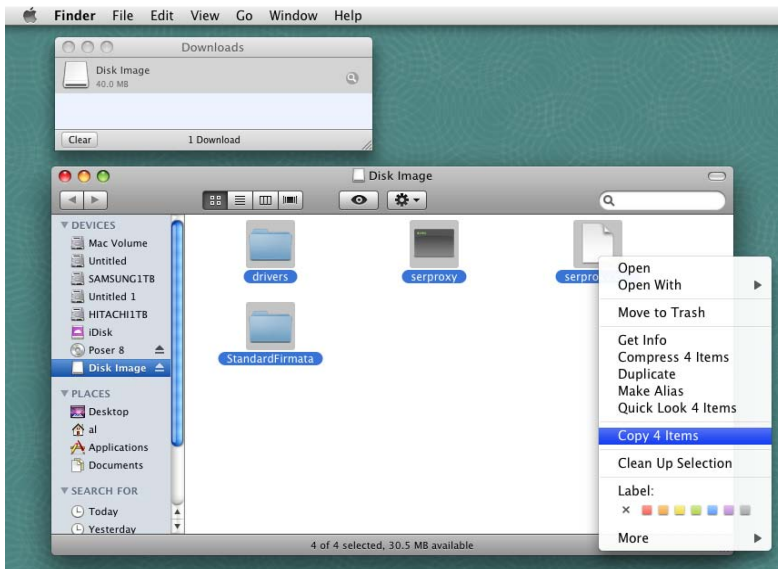 Finder File Edit View Go Window Help
Downloads
Disk Image
40.0 MB
Clear
1 Download
Disk Image
DEVICES
Mac Volume
Untitled
SAMSUNG1TB
Untitled 1
HITACHI1TB
iDisk
Poser 8
Disk Image
PLACES
Desktop
al
Applications
Documents
SEARCH FOR
Today
Yesterday
drivers
serproxy
StandardFirmata
Open
Open With
Move to Trash
Get Info
Compress 4 Items
Duplicate
Make Alias
Quick Look 4 Items
Copy 4 Items
Clean Up Selection
Label:
More
4 of 4 selected, 30.5 MB available